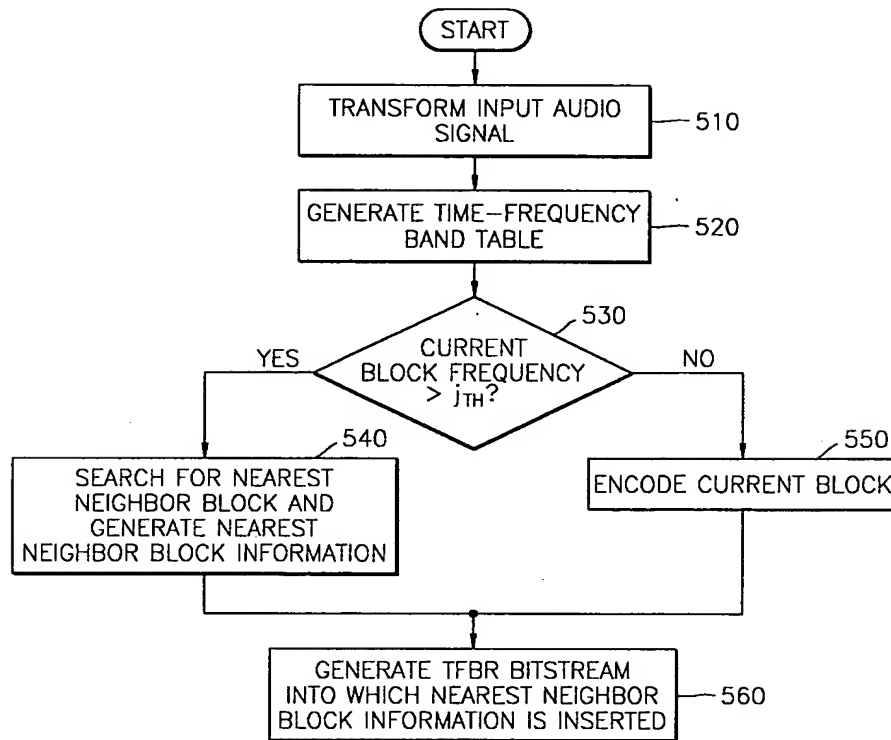 START
TRANSFORM INPUT AUDIO
SIGNAL
510
GENERATE TIME-FREQUENCY
BAND TABLE
520
530
CURRENT
BLOCK FREQUENCY
> jTH?
YES
NO
540
SEARCH FOR NEAREST
NEIGHBOR BLOCK AND
GENERATE NEAREST
NEIGHBOR BLOCK INFORMATION
550
ENCODE CURRENT BLOCK
GENERATE TFBR BITSTREAM
INTO WHICH NEAREST NEIGHBOR
BLOCK INFORMATION IS INSERTED
560